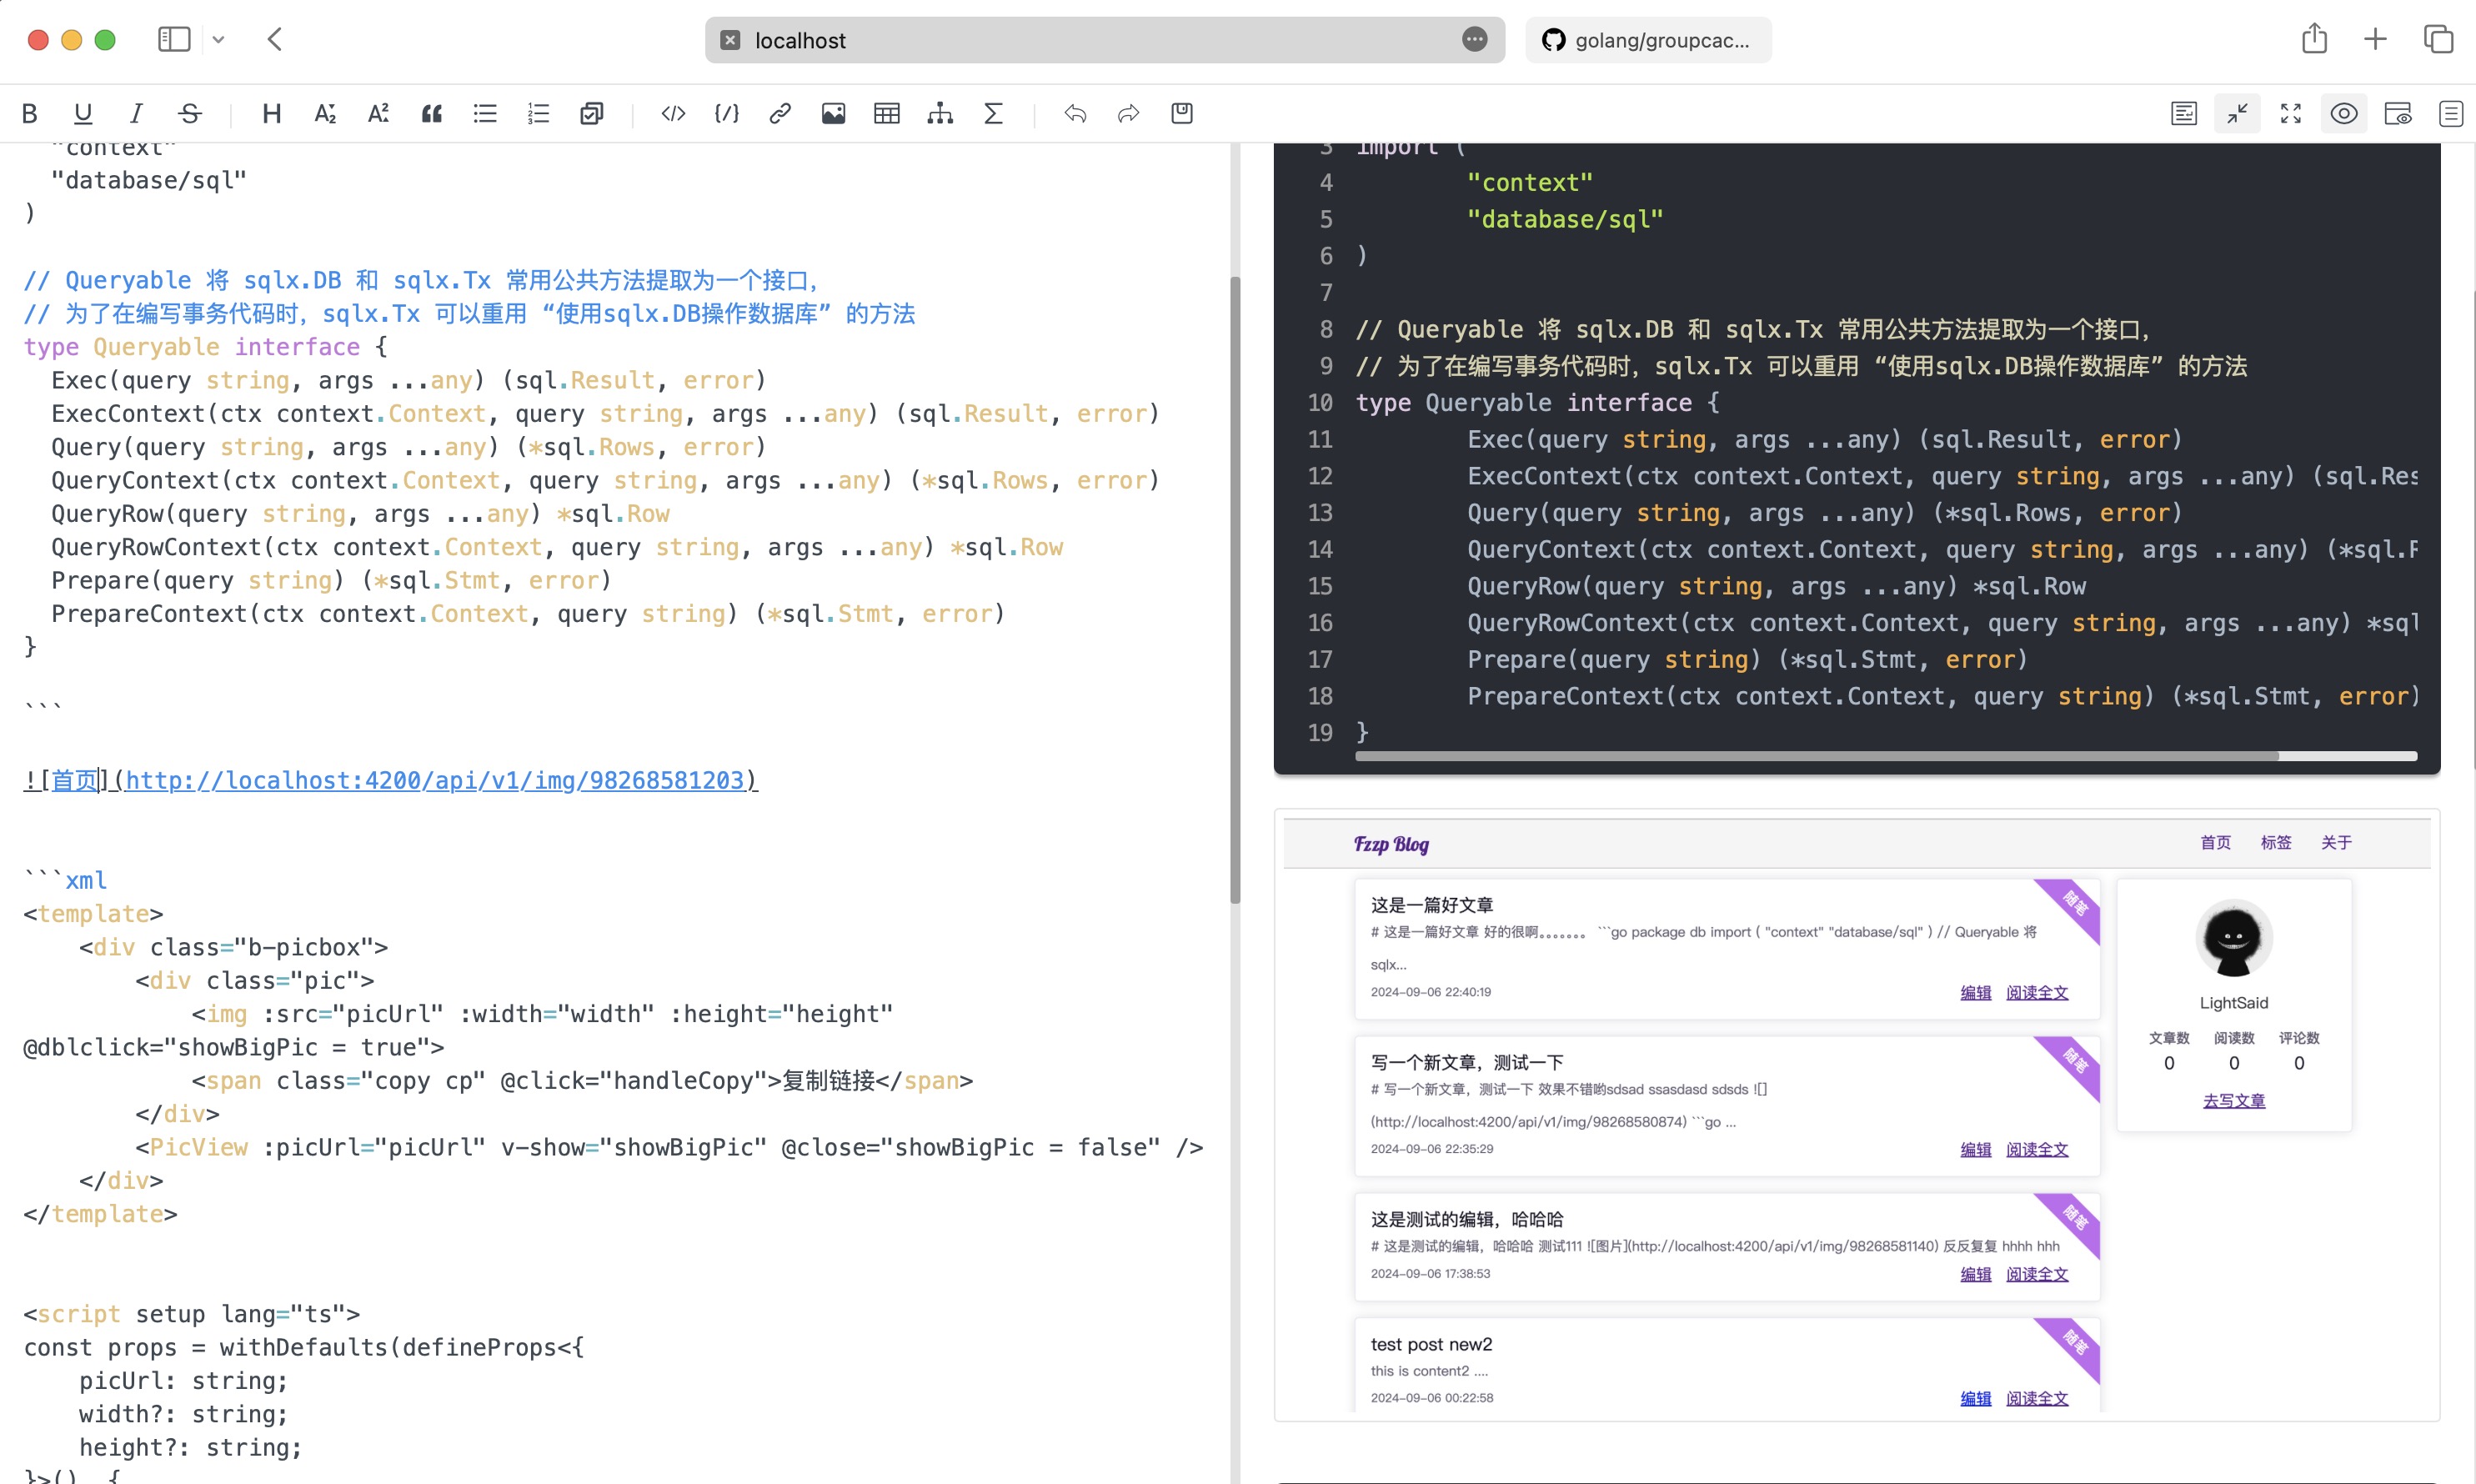 localhost
golang/groupcac...
"context"
"database/sql"
)
// Queryable 将 sqlx.DB 和 sqlx.Tx 常用公共方法提取为一个接口，
// 为了在编写事务代码时，sqlx.Tx 可以重用 “使用sqlx.DB操作数据库” 的方法
type Queryable interface {
Exec(query string, args ...any) (sql.Result, error)
ExecContext(ctx context.Context, query string, args ...any) (sql.Result, error)
Query(query string, args ...any) (*sql.Rows, error)
QueryContext(ctx context.Context, query string, args ...any) (*sql.Rows, error)
QueryRow(query string, args ...any) *sql.Row
QueryRowContext(ctx context.Context, query string, args ...any) *sql.Row
Prepare(query string) (*sql.Stmt, error)
PrepareContext(ctx context.Context, query string) (*sql.Stmt, error)
}
```
![首页](http://localhost:4200/api/v1/img/98268581203)
```xml
<template>
<div class="b-picbox">
<div class="pic">
<img :src="picUrl" :width="width" :height="height"
@dblclick="showBigPic = true">
<span class="copy cp" @click="handleCopy">复制链接</span>
</div>
<PicView :picUrl="picUrl" v-show="showBigPic" @close="showBigPic = false" />
</div>
</template>
<script setup lang="ts">
const props = withDefaults(defineProps<{
picUrl: string;
width?: string;
height?: string;
}>(), {
3 import (
4 "context"
5 "database/sql"
6 )
7
8 // Queryable 将 sqlx.DB 和 sqlx.Tx 常用公共方法提取为一个接口，
9 // 为了在编写事务代码时，sqlx.Tx 可以重用 “使用sqlx.DB操作数据库” 的方法
10 type Queryable interface {
11 Exec(query string, args ...any) (sql.Result, error)
12 ExecContext(ctx context.Context, query string, args ...any) (sql.Res
13 Query(query string, args ...any) (*sql.Rows, error)
14 QueryContext(ctx context.Context, query string, args ...any) (*sql.R
15 QueryRow(query string, args ...any) *sql.Row
16 QueryRowContext(ctx context.Context, query string, args ...any) *sql
17 Prepare(query string) (*sql.Stmt, error)
18 PrepareContext(ctx context.Context, query string) (*sql.Stmt, error)
19 }
Fzzp Blog 首页 标签 关于
这是一篇好文章
随笔
# 这是一篇好文章 好的很啊。。。。。。。 ```go package db import ( "context" "database/sql" ) // Queryable 将
sqlx...
2024-09-06 22:40:19 编辑 阅读全文
写一个新文章，测试一下
随笔
# 写一个新文章，测试一下 效果不错哟sdsad ssasdasd sdsds ![]
(http://localhost:4200/api/v1/img/98268580874) ```go ...
2024-09-06 22:35:29 编辑 阅读全文
这是测试的编辑，哈哈哈
随笔
# 这是测试的编辑，哈哈哈 测试111 ![图片](http://localhost:4200/api/v1/img/98268581140) 反反复复 hhhh hhh
2024-09-06 17:38:53 编辑 阅读全文
test post new2
随笔
this is content2 ....
2024-09-06 00:22:58 编辑 阅读全文
LightSaid
文章数 阅读数 评论数
0 0 0
去写文章